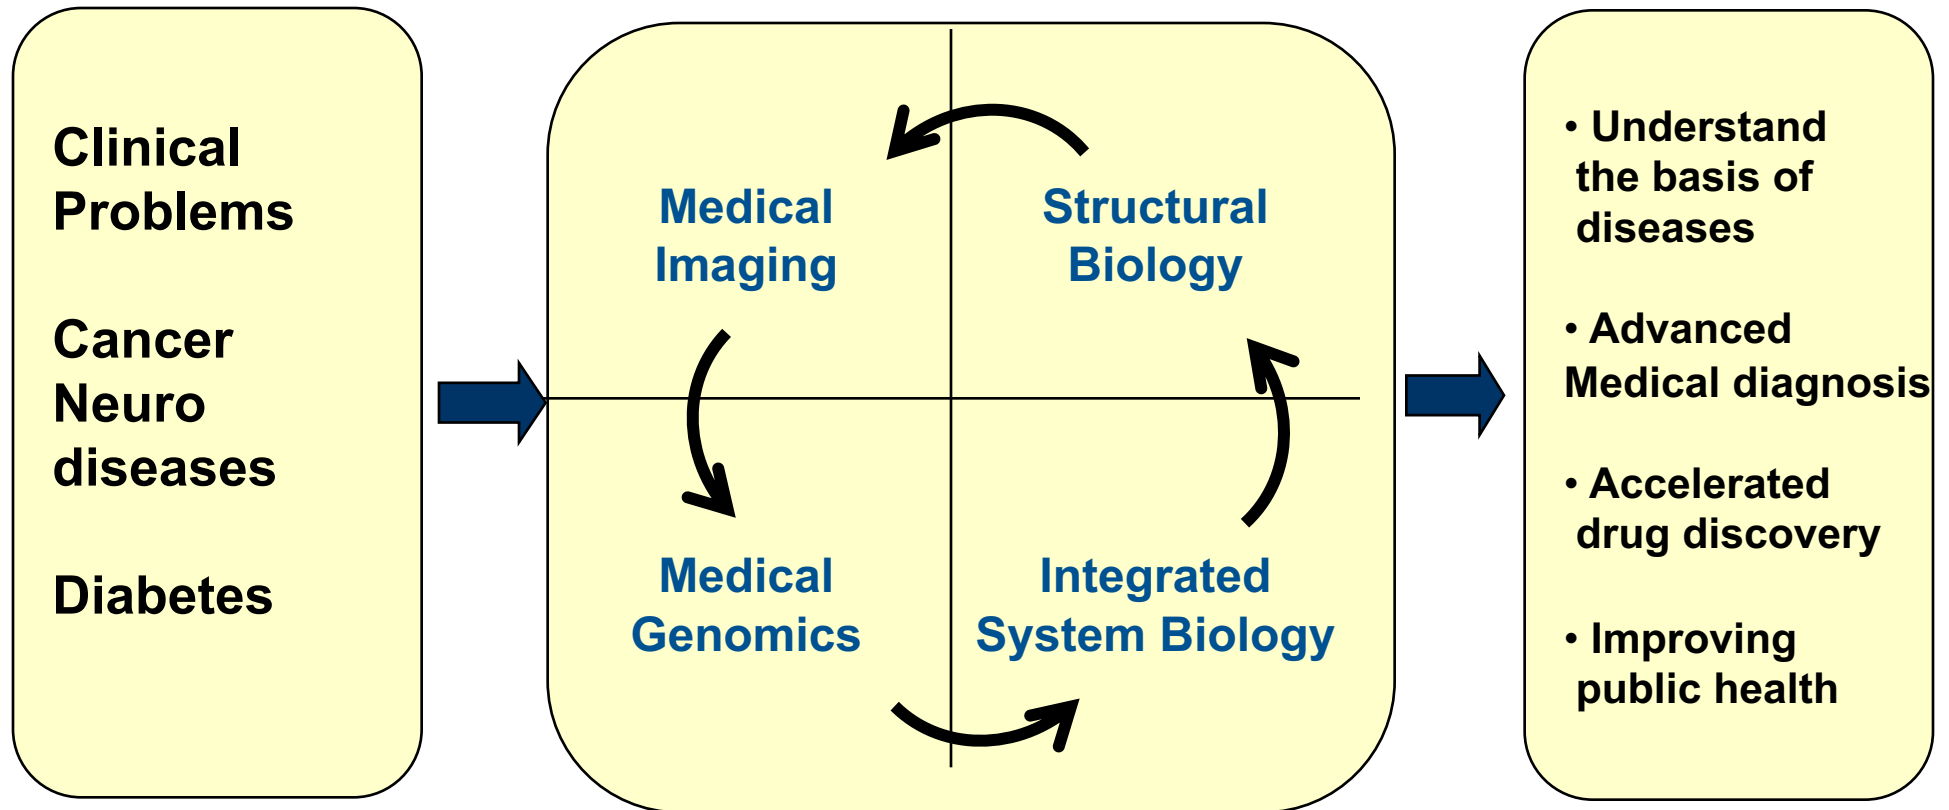 Clinical
Problems
Cancer
Neuro
diseases
Diabetes
Medical
Imaging
Structural
Biology
Medical
Genomics
Integrated
System Biology
• Understand
the basis of
diseases
• Advanced
Medical diagnosis
• Accelerated
drug discovery
• Improving
public health